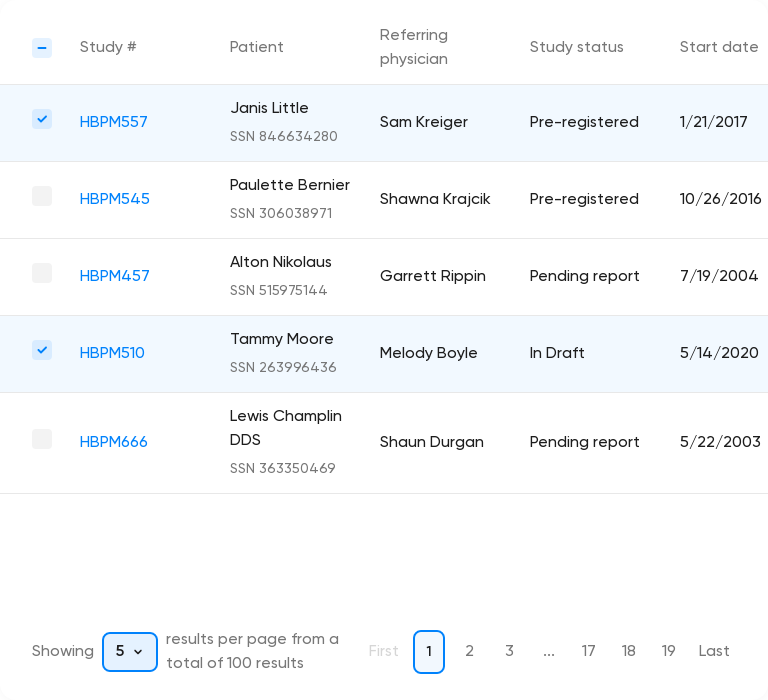 Study #
Patient
Referring
physician
Study status
Start date
HBPM557
Janis Little
SSN 846634280
Sam Kreiger
Pre-registered
1/21/2017
HBPM545
Paulette Bernier
SSN 306038971
Shawna Krajcik
Pre-registered
10/26/2016
HBPM457
Alton Nikolaus
SSN 515975144
Garrett Rippin
Pending report
7/19/2004
HBPM510
Tammy Moore
SSN 263996436
Melody Boyle
In Draft
5/14/2020
HBPM666
Lewis Champlin
DDS
SSN 363350469
Shaun Durgan
Pending report
5/22/2003
Showing
5
results per page from a
total of 100 results
First
1
2
3
...
17
18
19
Last